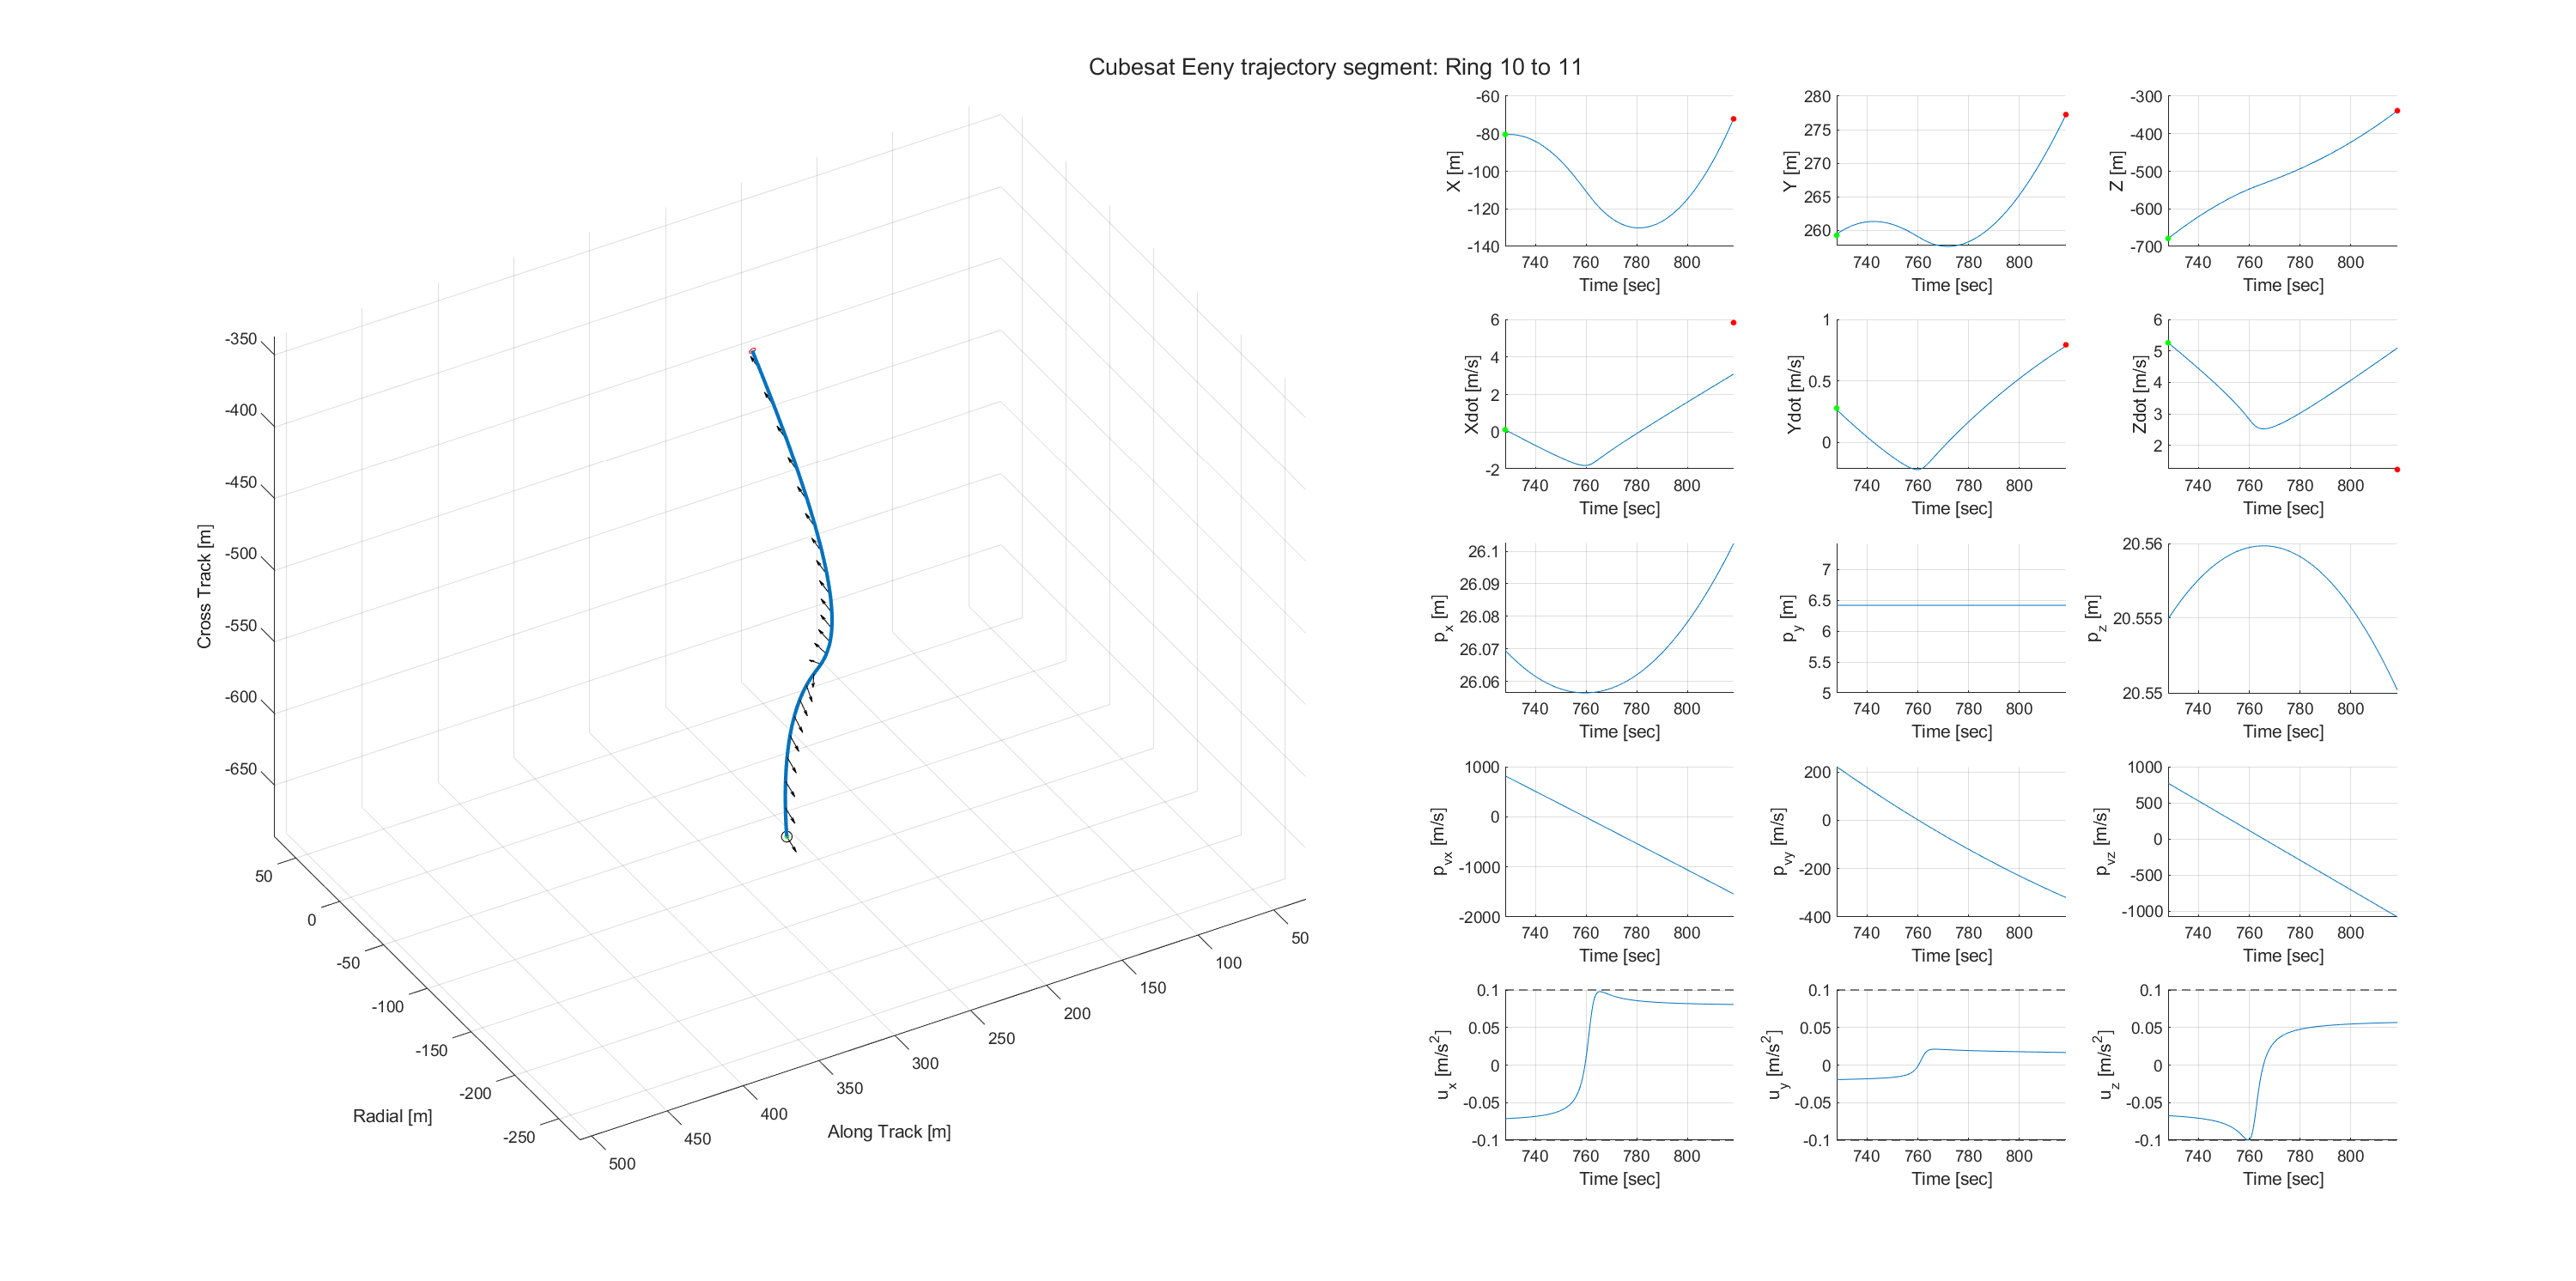 Cubesat Eeny trajectory segment: Ring 10 to 11
-350
-400
-450
-500
-550
-600
-650
Cross Track [m]
50
0
-50
-100
-150
-200
-250
Radial [m]
500
450
400
350
300
250
200
150
100
50
Along Track [m]
-60
-80
-100
-120
-140
X [m]
740 760 780 800
Time [sec]
280
275
270
265
260
Y [m]
740 760 780 800
Time [sec]
-300
-400
-500
-600
-700
Z [m]
740 760 780 800
Time [sec]
6
4
2
0
-2
Xdot [m/s]
740 760 780 800
Time [sec]
1
0.5
0
Ydot [m/s]
740 760 780 800
Time [sec]
6
5
4
3
2
Zdot [m/s]
740 760 780 800
Time [sec]
26.1
26.09
26.08
26.07
26.06
p_x [m]
740 760 780 800
Time [sec]
7
6.5
6
5.5
5
p_y [m]
740 760 780 800
Time [sec]
20.56
20.555
20.55
p_z [m]
740 760 780 800
Time [sec]
1000
0
-1000
-2000
p_vx [m/s]
740 760 780 800
Time [sec]
200
0
-200
-400
p_vy [m/s]
740 760 780 800
Time [sec]
1000
500
0
-500
-1000
p_vz [m/s]
740 760 780 800
Time [sec]
0.1
0.05
0
-0.05
-0.1
u_x [m/s²]
740 760 780 800
Time [sec]
0.1
0.05
0
-0.05
-0.1
u_y [m/s²]
740 760 780 800
Time [sec]
0.1
0.05
0
-0.05
-0.1
u_z [m/s²]
740 760 780 800
Time [sec]